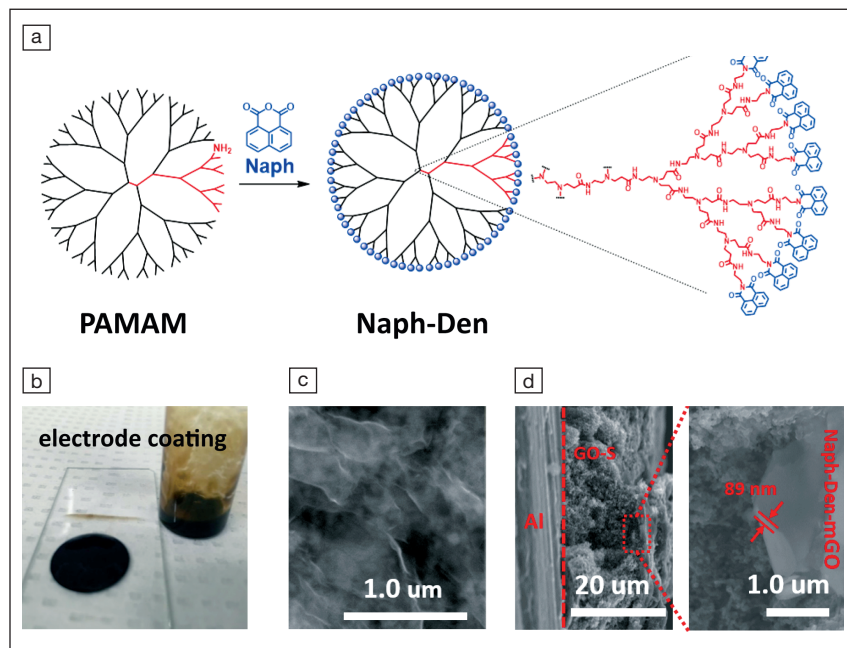 a
O
O
O
NH2
Naph
PAMAM
Naph-Den
b
electrode coating
c
1.0 um
d
Al
GO-S
20 um
89 nm
Naph-Den-mGO
1.0 um